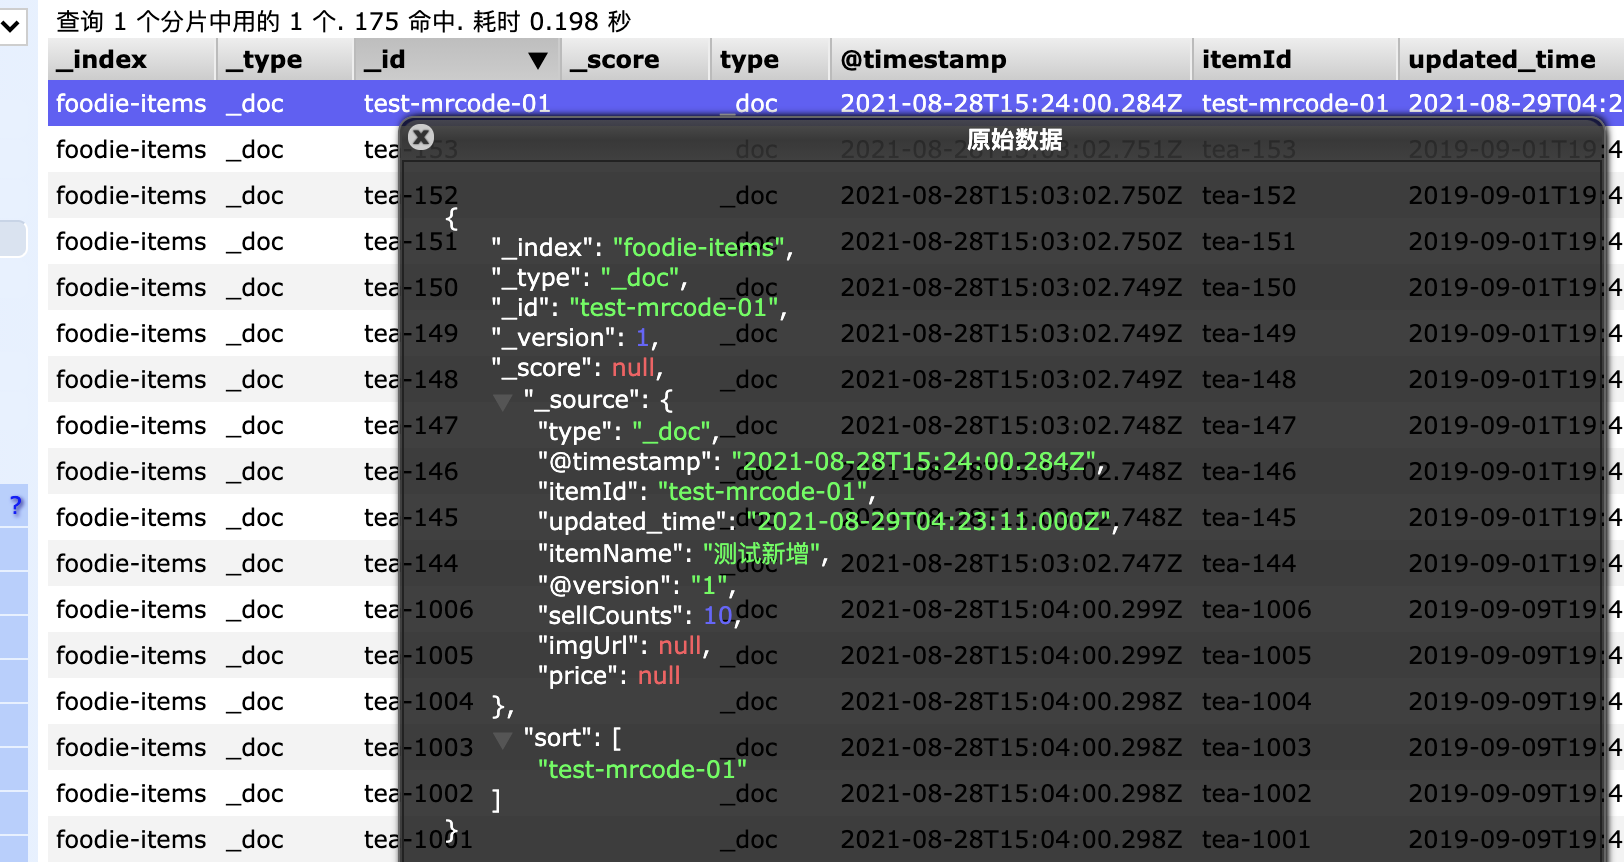 查询 1 个分片中用的 1 个. 175 命中. 耗时 0.198 秒
_index _type _id ▼ _score type @timestamp itemId updated_time
foodie-items _doc test-mrcode-01 _doc 2021-08-28T15:24:00.284Z test-mrcode-01 2021-08-29T04:2
原始数据
foodie-items _doc tea-153 _doc 2021-08-28T15:03:02.751Z tea-153 2019-09-01T19:4
foodie-items _doc tea-152 _doc 2021-08-28T15:03:02.750Z tea-152 2019-09-01T19:4
{
foodie-items _doc tea-151 _doc 2021-08-28T15:03:02.750Z tea-151 2019-09-01T19:4
"_index": "foodie-items",
"_type": "_doc",
foodie-items _doc tea-150 _doc 2021-08-28T15:03:02.749Z tea-150 2019-09-01T19:4
"_id": "test-mrcode-01",
foodie-items _doc tea-149 _doc 2021-08-28T15:03:02.749Z tea-149 2019-09-01T19:4
"_version": 1,
"_score": null,
foodie-items _doc tea-148 _doc 2021-08-28T15:03:02.749Z tea-148 2019-09-01T19:4
"_source": {
foodie-items _doc tea-147 _doc 2021-08-28T15:03:02.748Z tea-147 2019-09-01T19:4
"type": "_doc",
"@timestamp": "2021-08-28T15:24:00.284Z",
foodie-items _doc tea-146 _doc 2021-08-28T15:03:02.748Z tea-146 2019-09-01T19:4
"itemId": "test-mrcode-01",
?
foodie-items _doc tea-145 _doc 2021-08-28T15:03:02.748Z tea-145 2019-09-01T19:4
"updated_time": "2021-08-29T04:23:11.000Z",
"itemName": "测试新增",
foodie-items _doc tea-144 _doc 2021-08-28T15:03:02.747Z tea-144 2019-09-01T19:4
"@version": "1",
foodie-items _doc tea-1006 _doc 2021-08-28T15:04:00.299Z tea-1006 2019-09-09T19:4
"sellCounts": 10,
"imgUrl": null,
foodie-items _doc tea-1005 _doc 2021-08-28T15:04:00.299Z tea-1005 2019-09-09T19:4
"price": null
foodie-items _doc tea-1004 _doc 2021-08-28T15:04:00.298Z tea-1004 2019-09-09T19:4
},
"sort": [
foodie-items _doc tea-1003 _doc 2021-08-28T15:04:00.298Z tea-1003 2019-09-09T19:4
"test-mrcode-01"
foodie-items _doc tea-1002 _doc 2021-08-28T15:04:00.298Z tea-1002 2019-09-09T19:4
]
}
foodie-items _doc tea-1001 _doc 2021-08-28T15:04:00.298Z tea-1001 2019-09-09T19:4